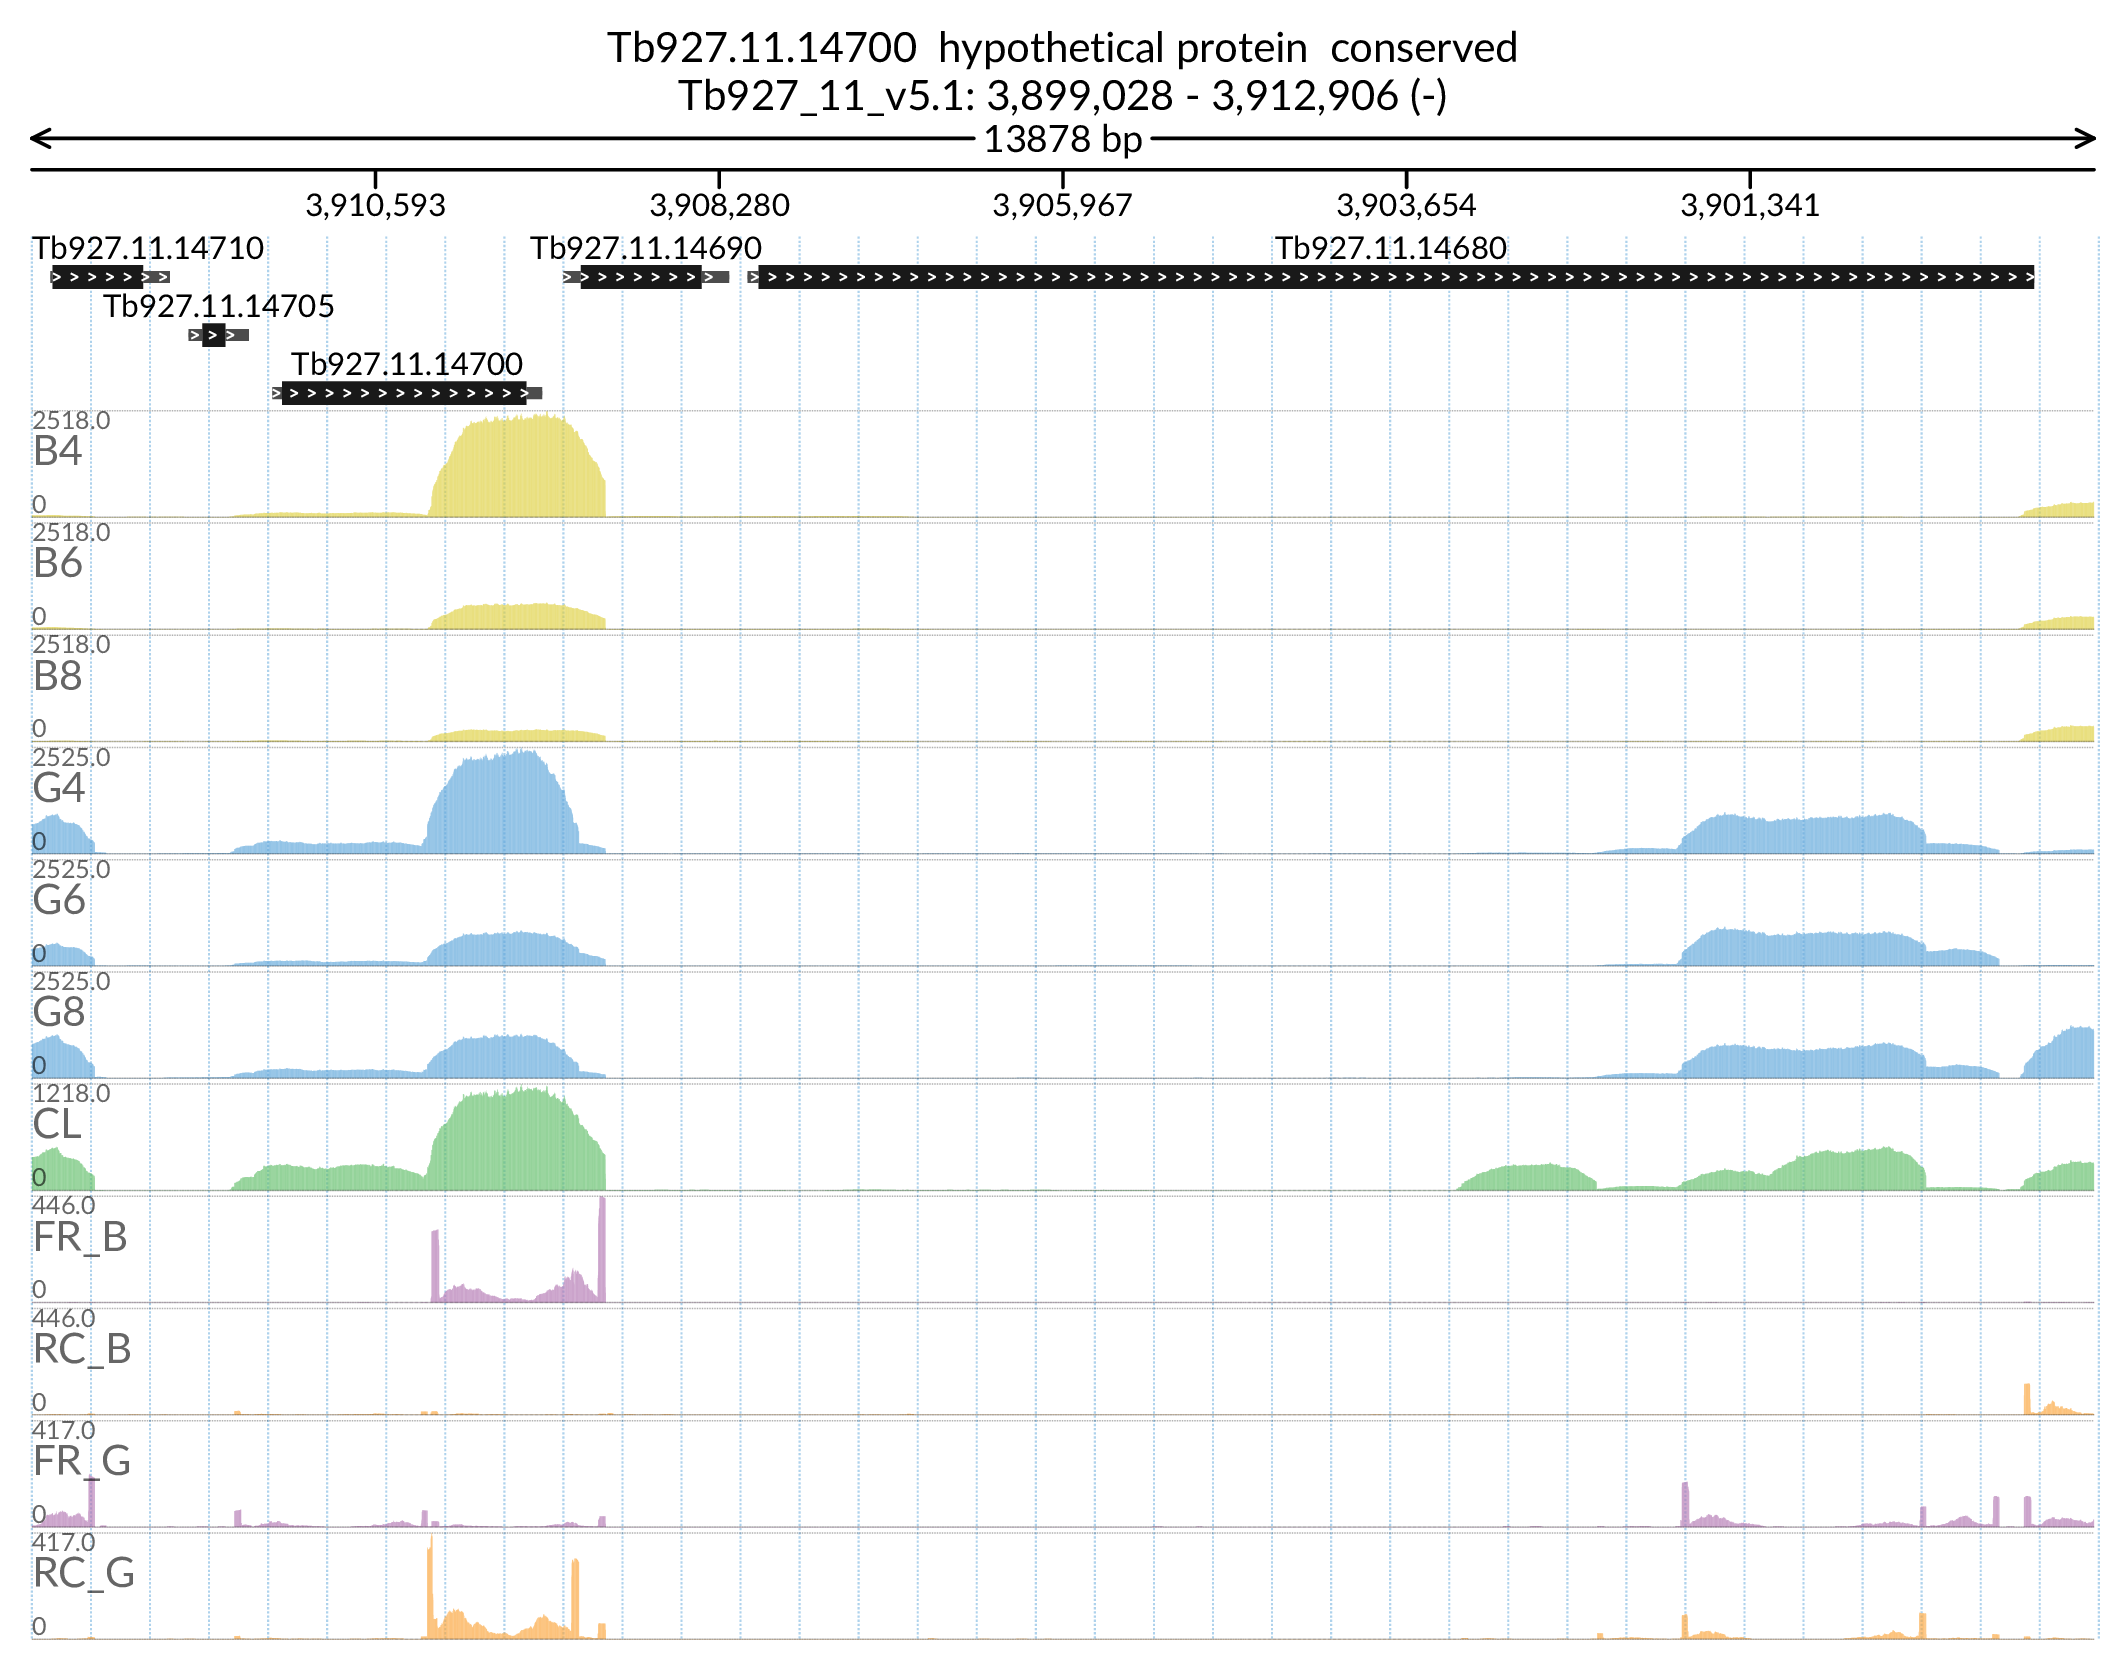 Tb927.11.14700 hypothetical protein conserved
Tb927_11_v5.1: 3,899,028 - 3,912,906 (-)
13878 bp
3,910,593 3,908,280 3,905,967 3,903,654 3,901,341
Tb927.11.14710 Tb927.11.14690 Tb927.11.14680
Tb927.11.14705
Tb927.11.14700
2518.0
B4
0
2518.0
B6
0
2518.0
B8
0
2525.0
G4
0
2525.0
G6
0
2525.0
G8
0
1218.0
CL
0
446.0
FR_B
0
446.0
RC_B
0
417.0
FR_G
0
417.0
RC_G
0